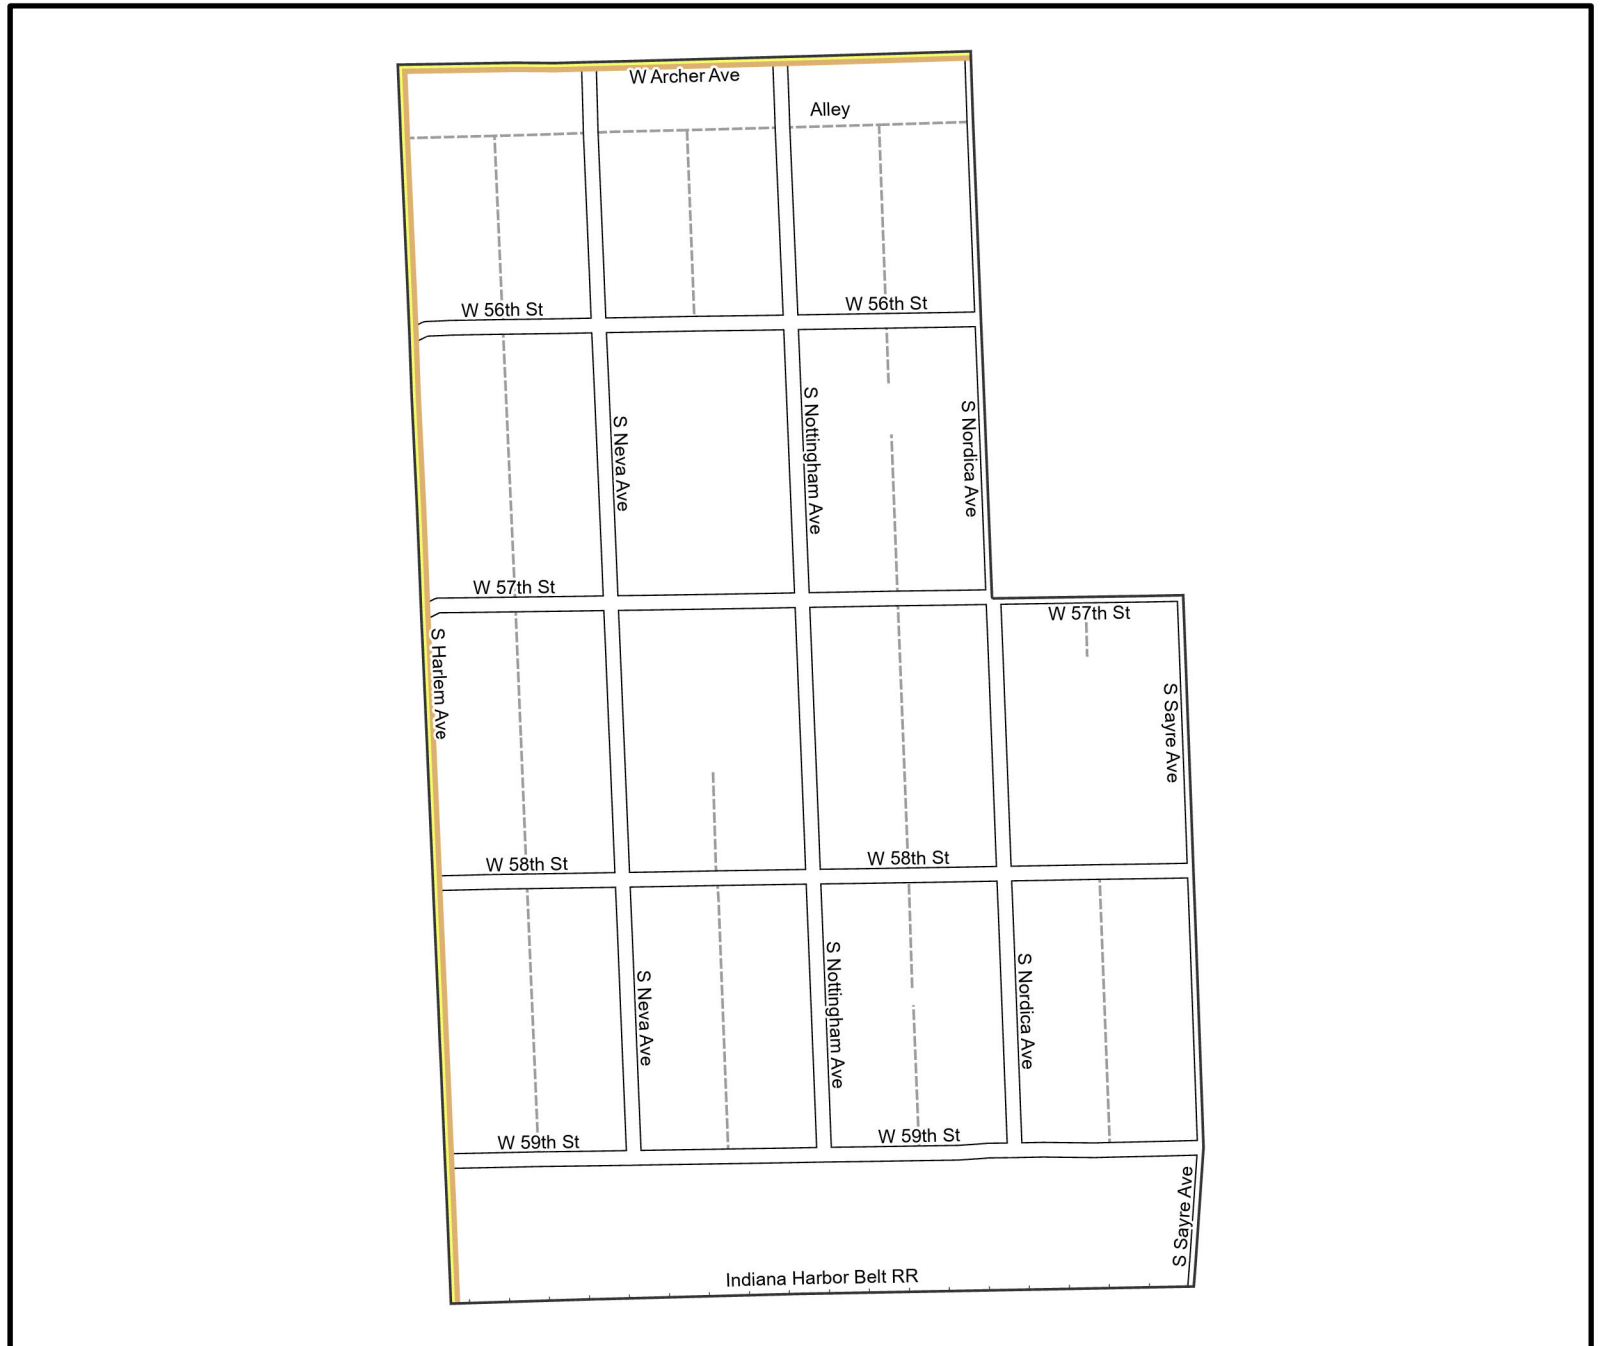 W Archer Ave
Alley
W 56th St
W 56th St
S Neva Ave
S Nottingham Ave
S Nordica Ave
W 57th St
W 57th St
S Harlem Ave
S Sayre Ave
W 58th St
W 58th St
S Neva Ave
S Nottingham Ave
S Nordica Ave
W 59th St
W 59th St
S Sayre Ave
Indiana Harbor Belt RR